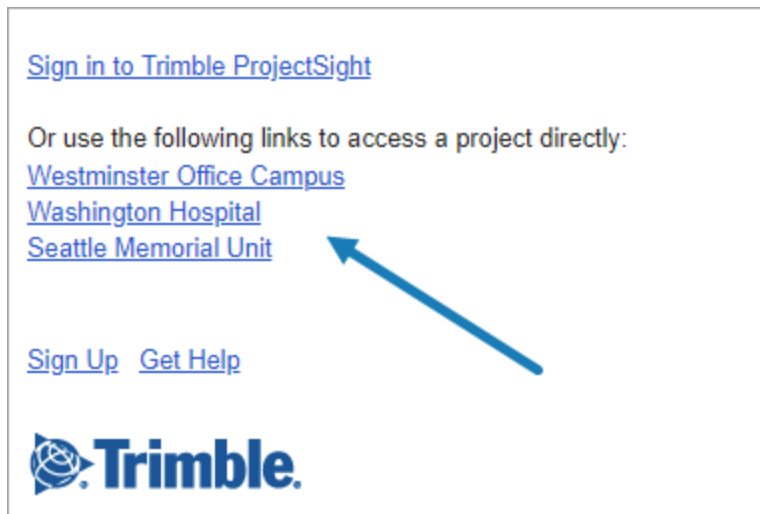 Sign in to Trimble ProjectSight
Or use the following links to access a project directly:
Westminster Office Campus
Washington Hospital
Seattle Memorial Unit
Sign Up Get Help
Trimble.